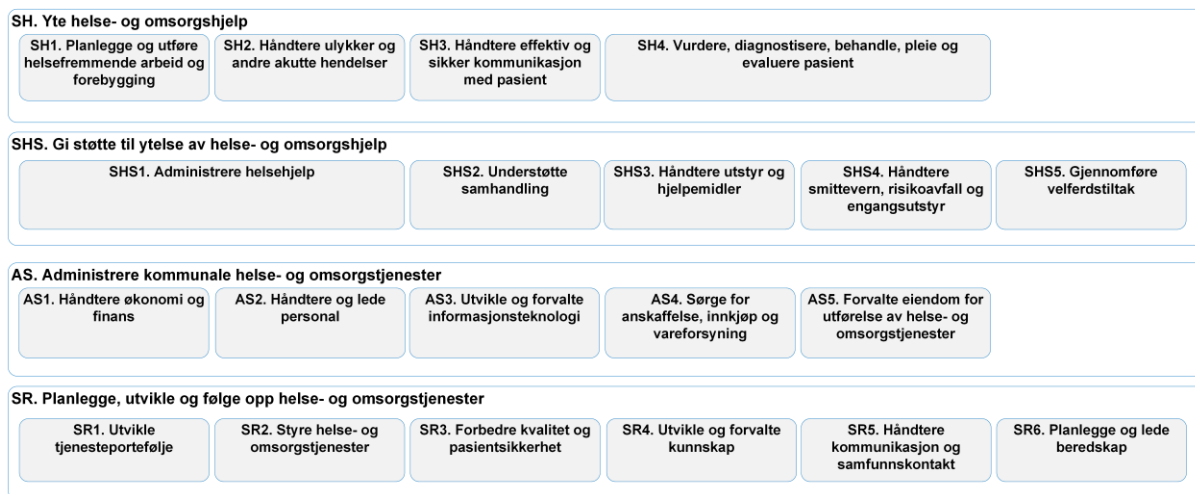 SH. Yte helse- og omsorgshjelp
SH1. Planlegge og utføre
helsefremmende arbeid og
forebygging
SH2. Håndtere ulykker og
andre akutte hendelser
SH3. Håndtere effektiv og
sikker kommunikasjon
med pasient
SH4. Vurdere, diagnostisere, behandle, pleie og
evaluere pasient
SHS. Gi støtte til ytelse av helse- og omsorgshjelp
SHS1. Administrere helsehjelp
SHS2. Understøtte
samhandling
SHS3. Håndtere utstyr og
hjelpemidler
SHS4. Håndtere
smittevern, risikoavfall og
engangsutstyr
SHS5. Gjennomføre
velferdstiltak
AS. Administrere kommunale helse- og omsorgstjenester
AS1. Håndtere økonomi og
finans
AS2. Håndtere og lede
personal
AS3. Utvikle og forvalte
informasjonsteknologi
AS4. Sørge for
anskaffelse, innkjøp og
vareforsyning
AS5. Forvalte eiendom for
utførelse av helse- og
omsorgstjenester
SR. Planlegge, utvikle og følge opp helse- og omsorgstjenester
SR1. Utvikle
tjenesteportefølje
SR2. Styre helse- og
omsorgstjenester
SR3. Forbedre kvalitet og
pasientsikkerhet
SR4. Utvikle og forvalte
kunnskap
SR5. Håndtere
kommunikasjon og
samfunnskontakt
SR6. Planlegge og lede
beredskap